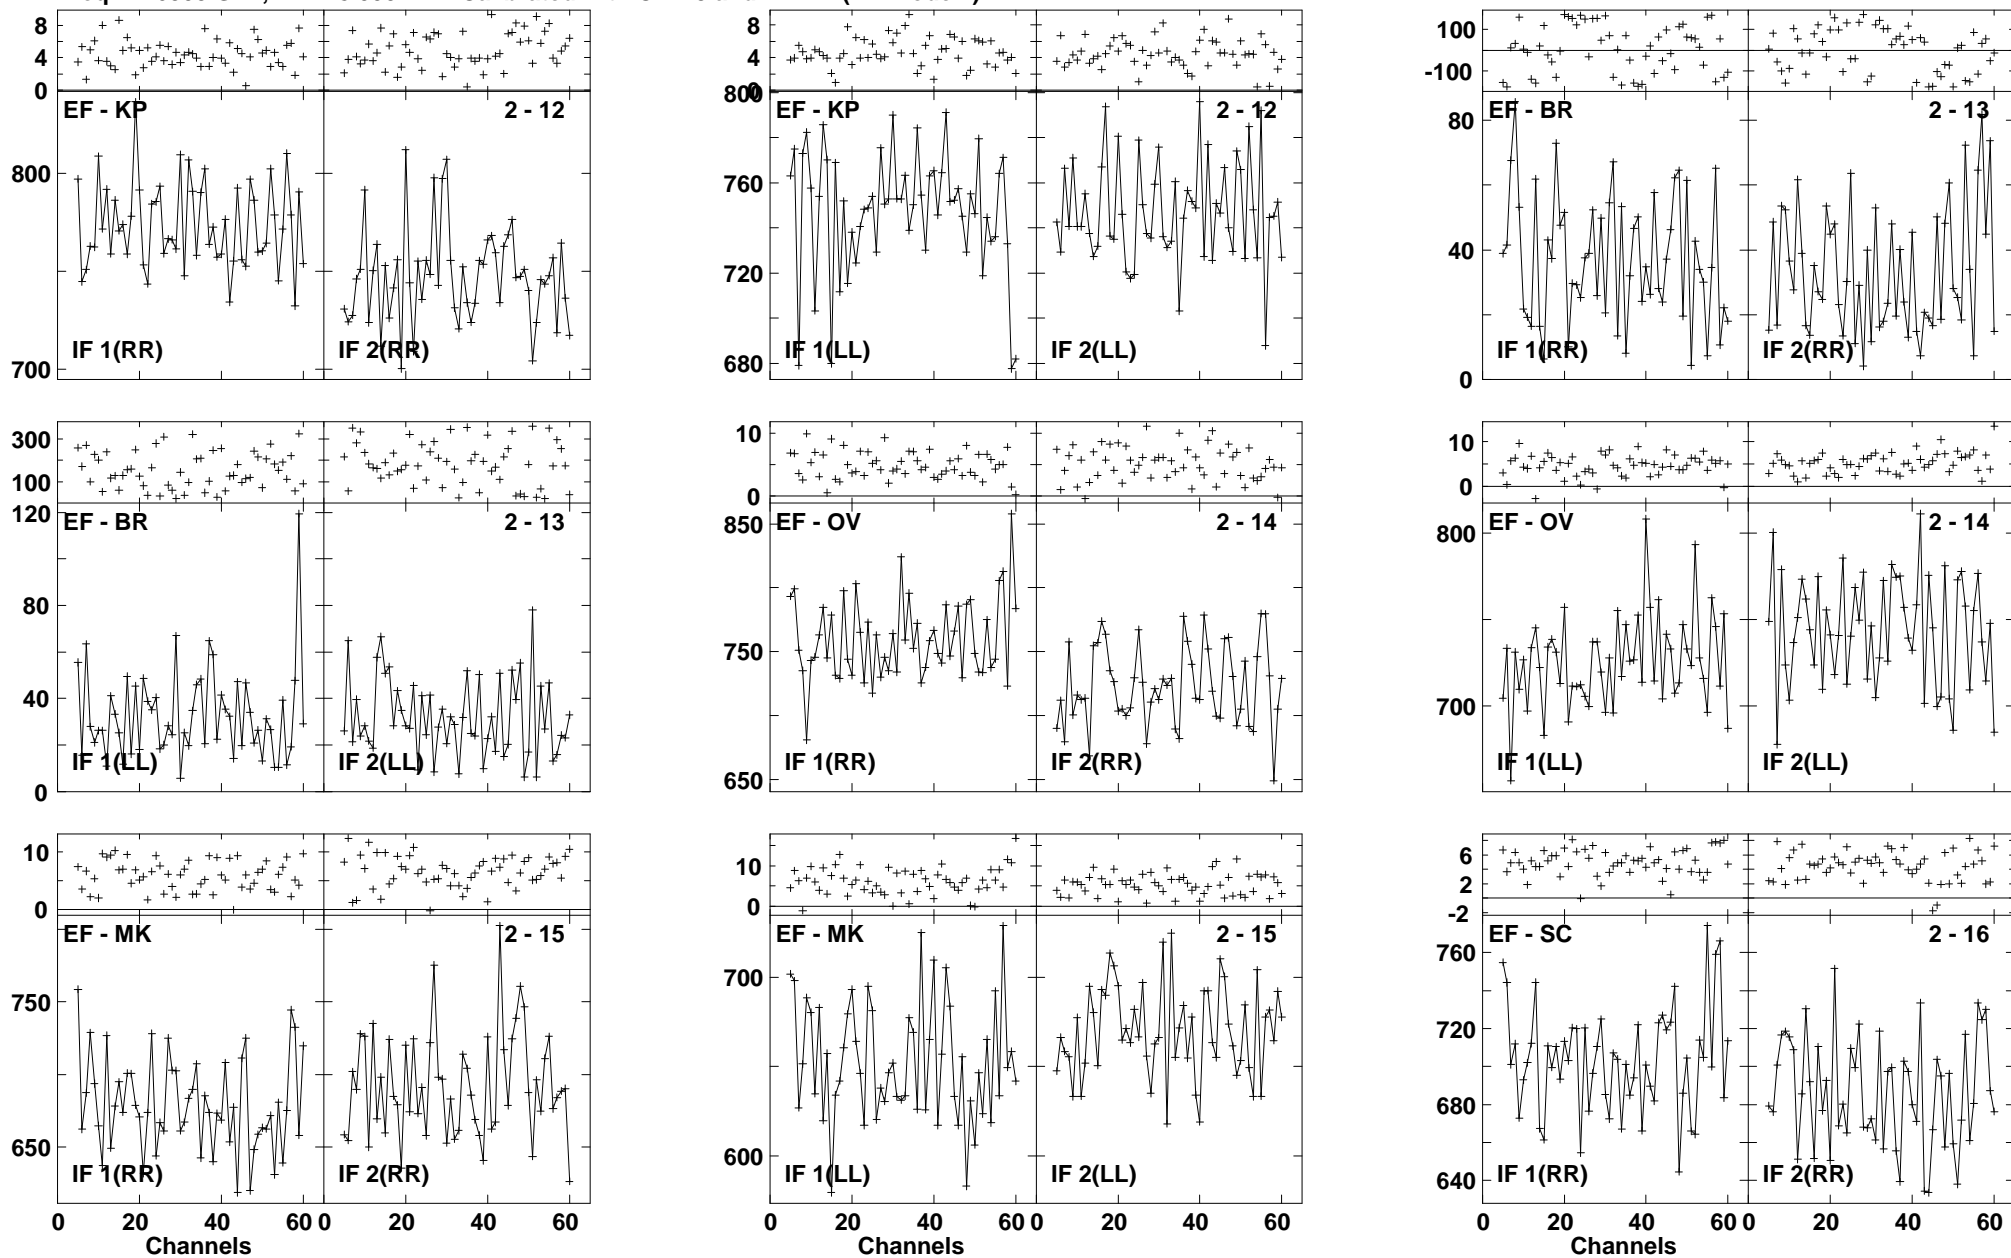 8 4 0
EF - KP 2 - 12
800
700
IF 1(RR) IF 2(RR)
8 4 0
800
EF - KP 2 - 12
760
720
680
IF 1(LL) IF 2(LL)
100
-100
EF - BR 2 - 13
80
40
0
IF 1(RR) IF 2(RR)
300
100
120
EF - BR 2 - 13
80
40
0
IF 1(LL) IF 2(LL)
10
0
850
EF - OV 2 - 14
750
650
IF 1(RR) IF 2(RR)
10
0
EF - OV 2 - 14
800
700
IF 1(LL) IF 2(LL)
10
0
EF - MK 2 - 15
750
650
IF 1(RR) IF 2(RR)
0 20 40 60 0 20 40 60
Channels
10
0
EF - MK 2 - 15
700
600
IF 1(LL) IF 2(LL)
0 20 40 60 0 20 40 60
Channels
6
2
-2
EF - SC 2 - 16
760
720
680
640
IF 1(RR) IF 2(RR)
0 20 40 60 0 20 40 60
Channels